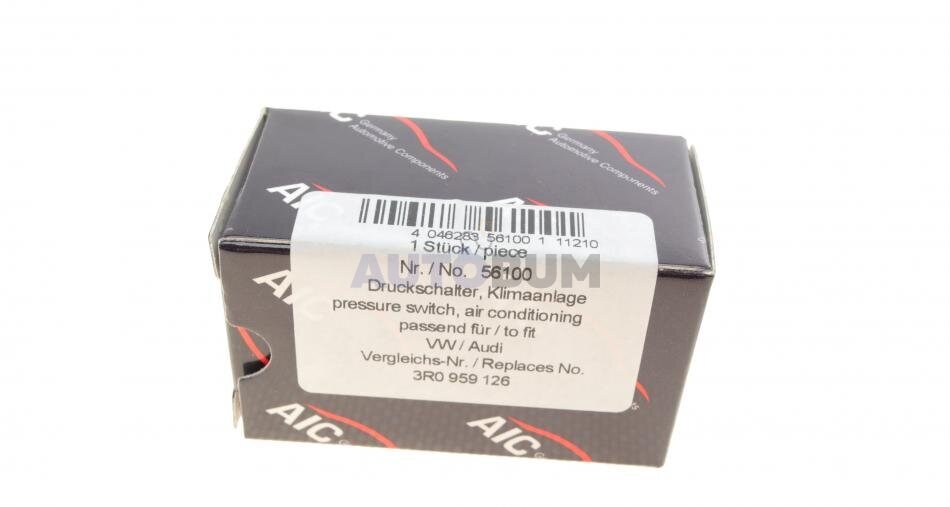 AIC Germany
Automotive Components
AIC
4 046283 56100 1 11210
1 Stück / piece
Nr. / No. 56100
Druckschalter, Klimaanlage
pressure switch, air conditioning
passend für / to fit
VW / Audi
Vergleichs-Nr. / Replaces No.
3R0 959 126
AUTOBUM
C Germany
Automotive Components
AIC
AIC
AIC